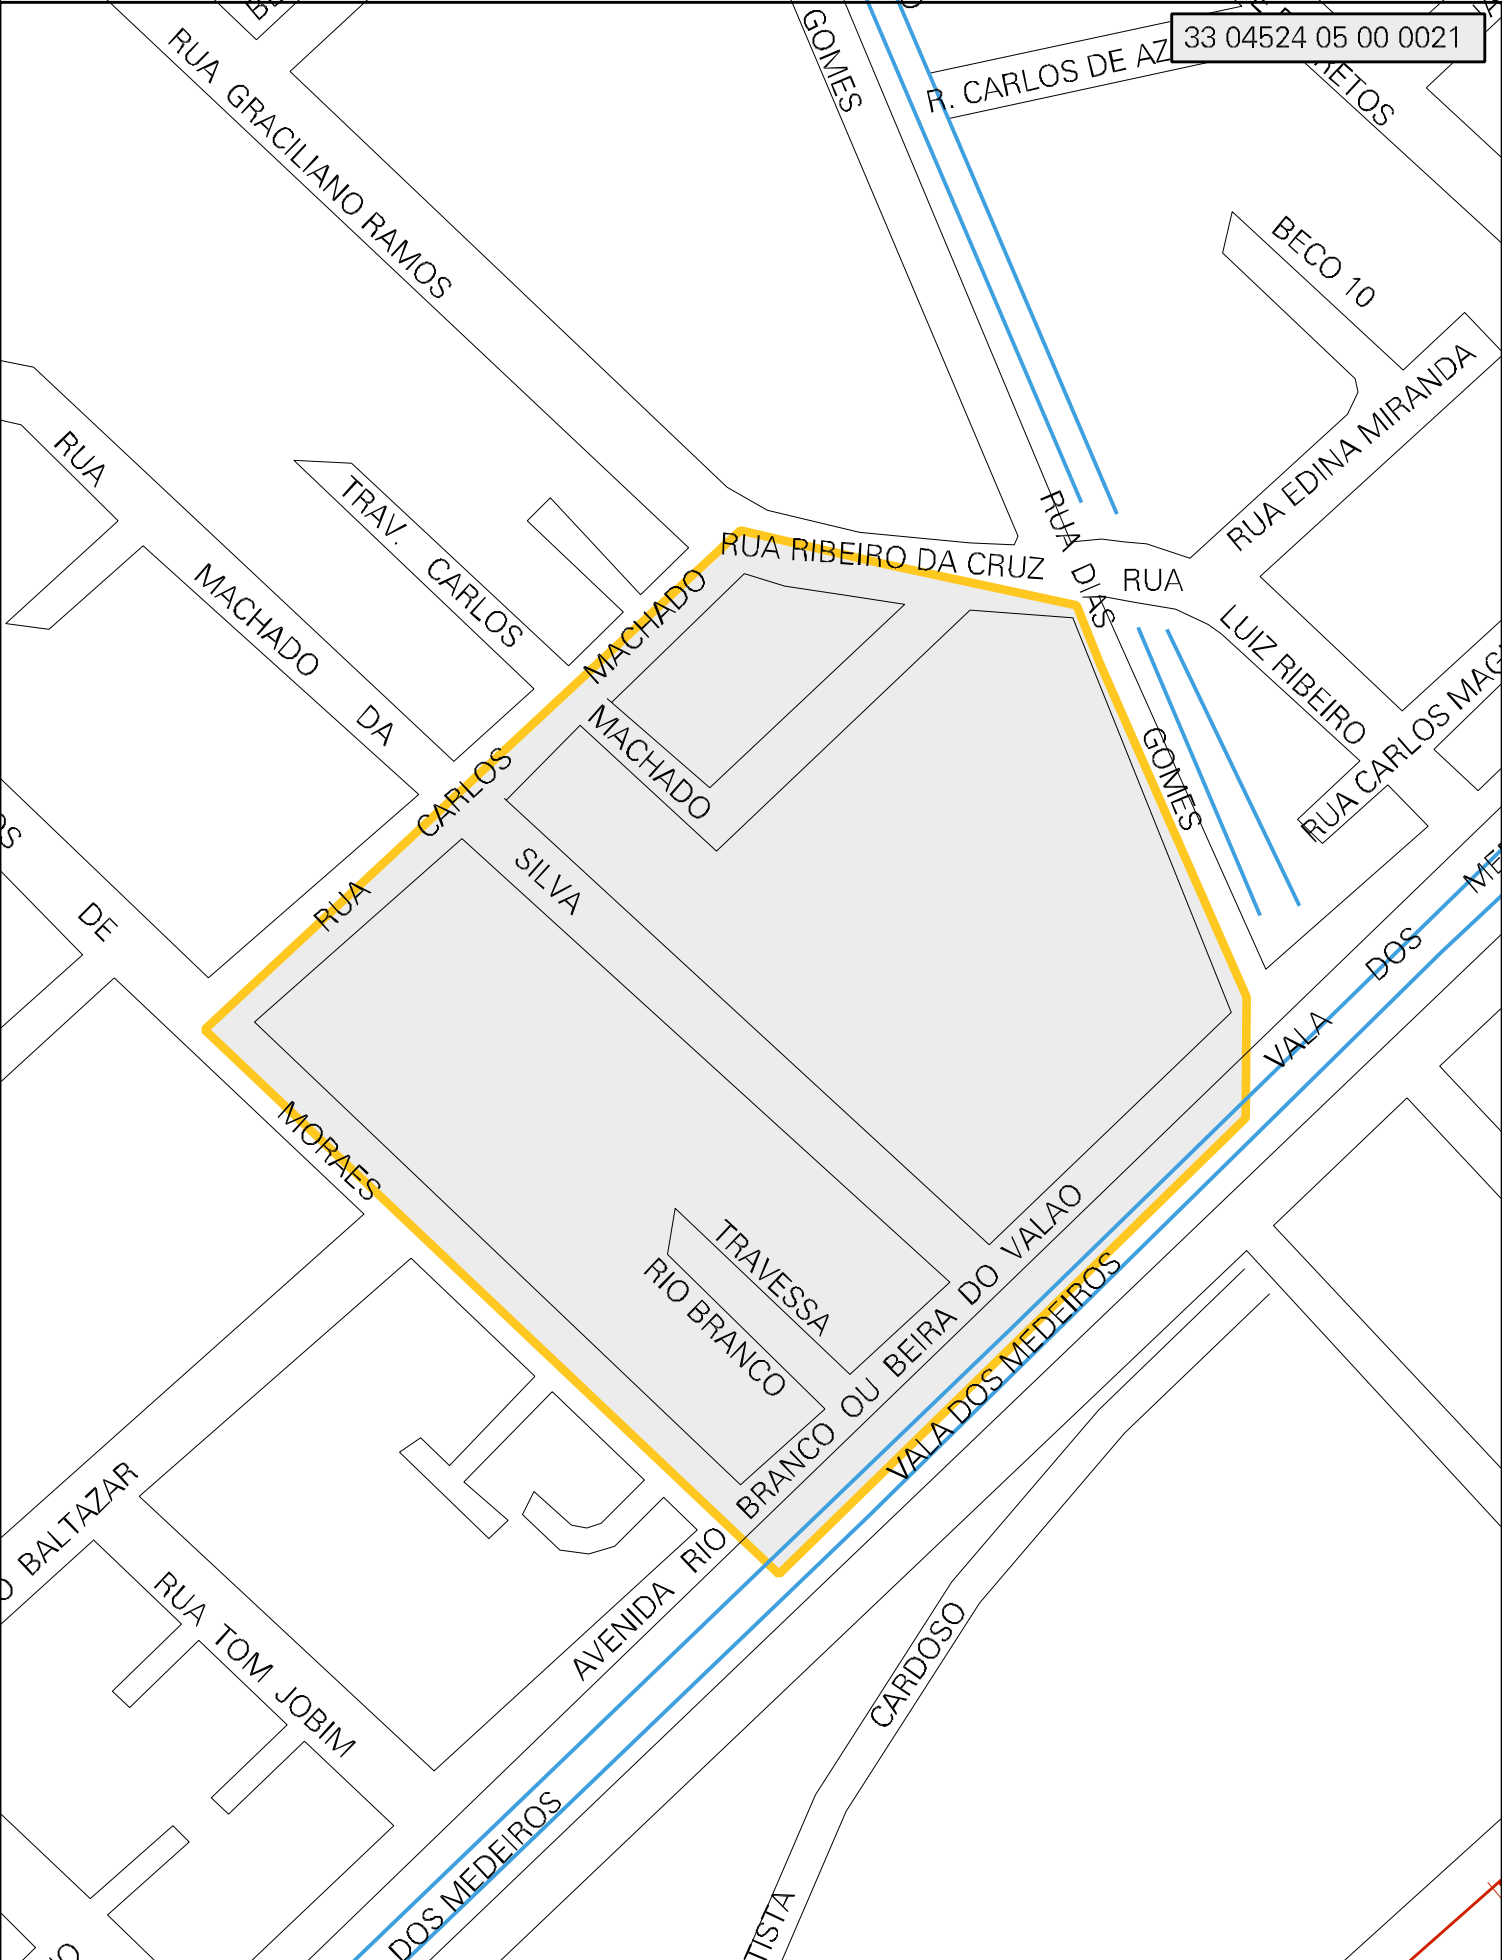 33 04524 05 00 0021
RUA GRACILIANO RAMOS
GOMES
R. CARLOS DE AZ
RETOS
BECO 10
RUA EDINA MIRANDA
RUA
TRAV. CARLOS
MACHADO
MACHADO
DA
RUA RIBEIRO DA CRUZ
RUA DIAS
RUA
LUIZ RIBEIRO
RUA CARLOS MAG
GOMES
MACHADO
CARLOS
RUA
SILVA
DE
MORAES
VALA DOS
TRAVESSA
RIO BRANCO
AVENIDA RIO BRANCO OU BEIRA DO VALAO
VALA DOS MEDEIROS
BALTAZAR
RUA TOM JOBIM
CARDOSO
DOS MEDEIROS
TISTA